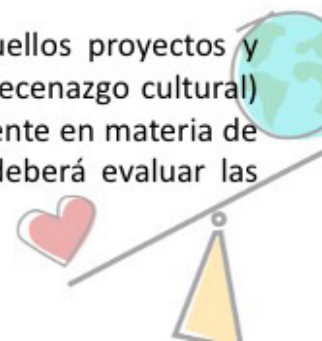 uellos proyectos y
ecenazgo cultural)
ente en materia de
deberá evaluar las